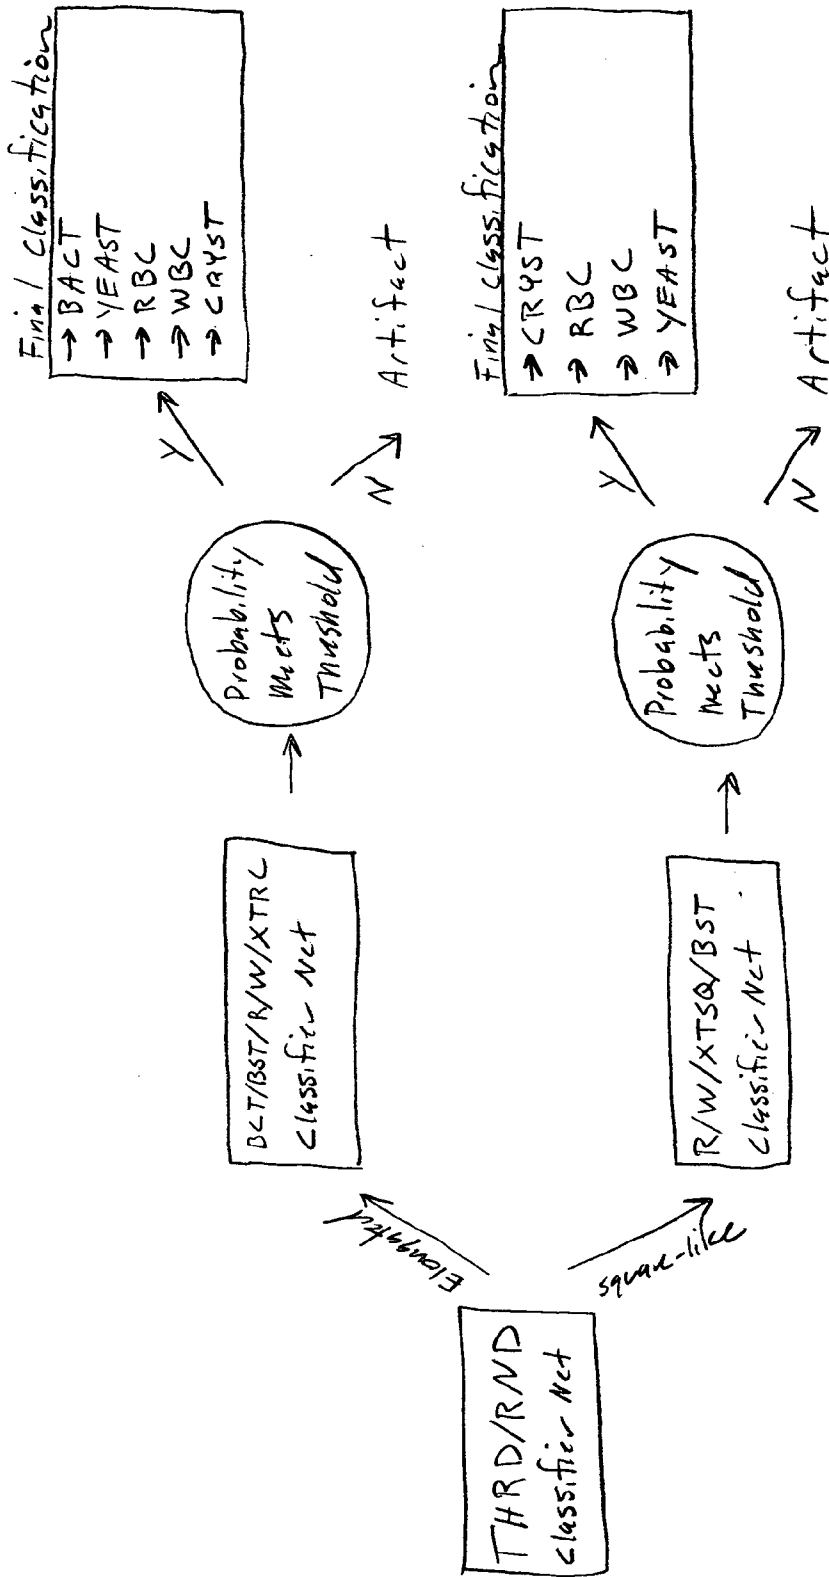 THRD/RND
Classifier Net
Elongated
square-like
BCT/BST/R/W/XTRC
Classifier Net
Probability
Meets
Threshold
Y
N
Final Classification
→ BACT
→ YEAST
→ RBC
→ WBC
→ CRYST
Artifact
R/W/XTSQ/BST
Classifier Net
Probability
meets
Threshold
Y
N
Final Classification
→ CRYST
→ RBC
→ WBC
→ YEAST
Artifact